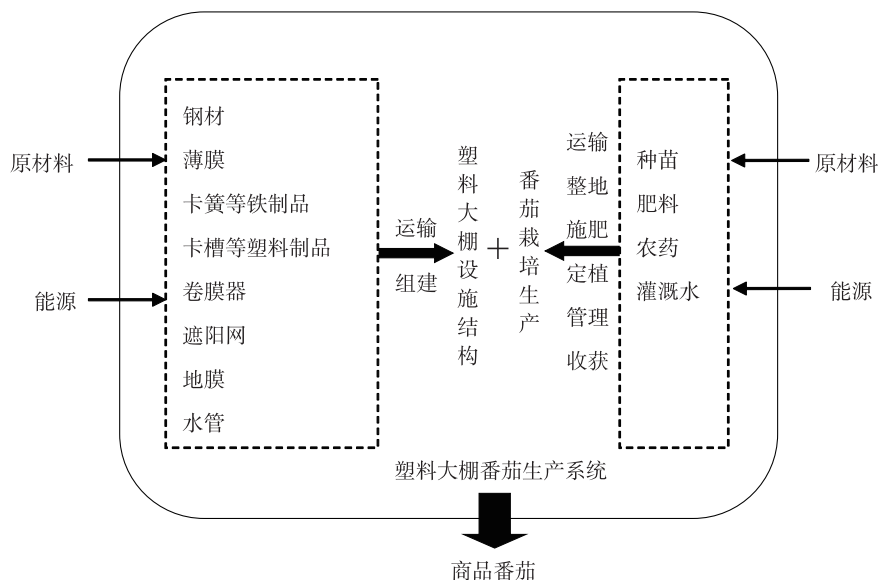 原材料
能源
钢材
薄膜
卡簧等铁制品
卡槽等塑料制品
卷膜器
遮阳网
地膜
水管
运输
组建
塑料大棚设施结构
+
番茄栽培生产
运输
整地
施肥
定植
管理
收获
种苗
肥料
农药
灌溉水
原材料
能源
塑料大棚番茄生产系统
商品番茄